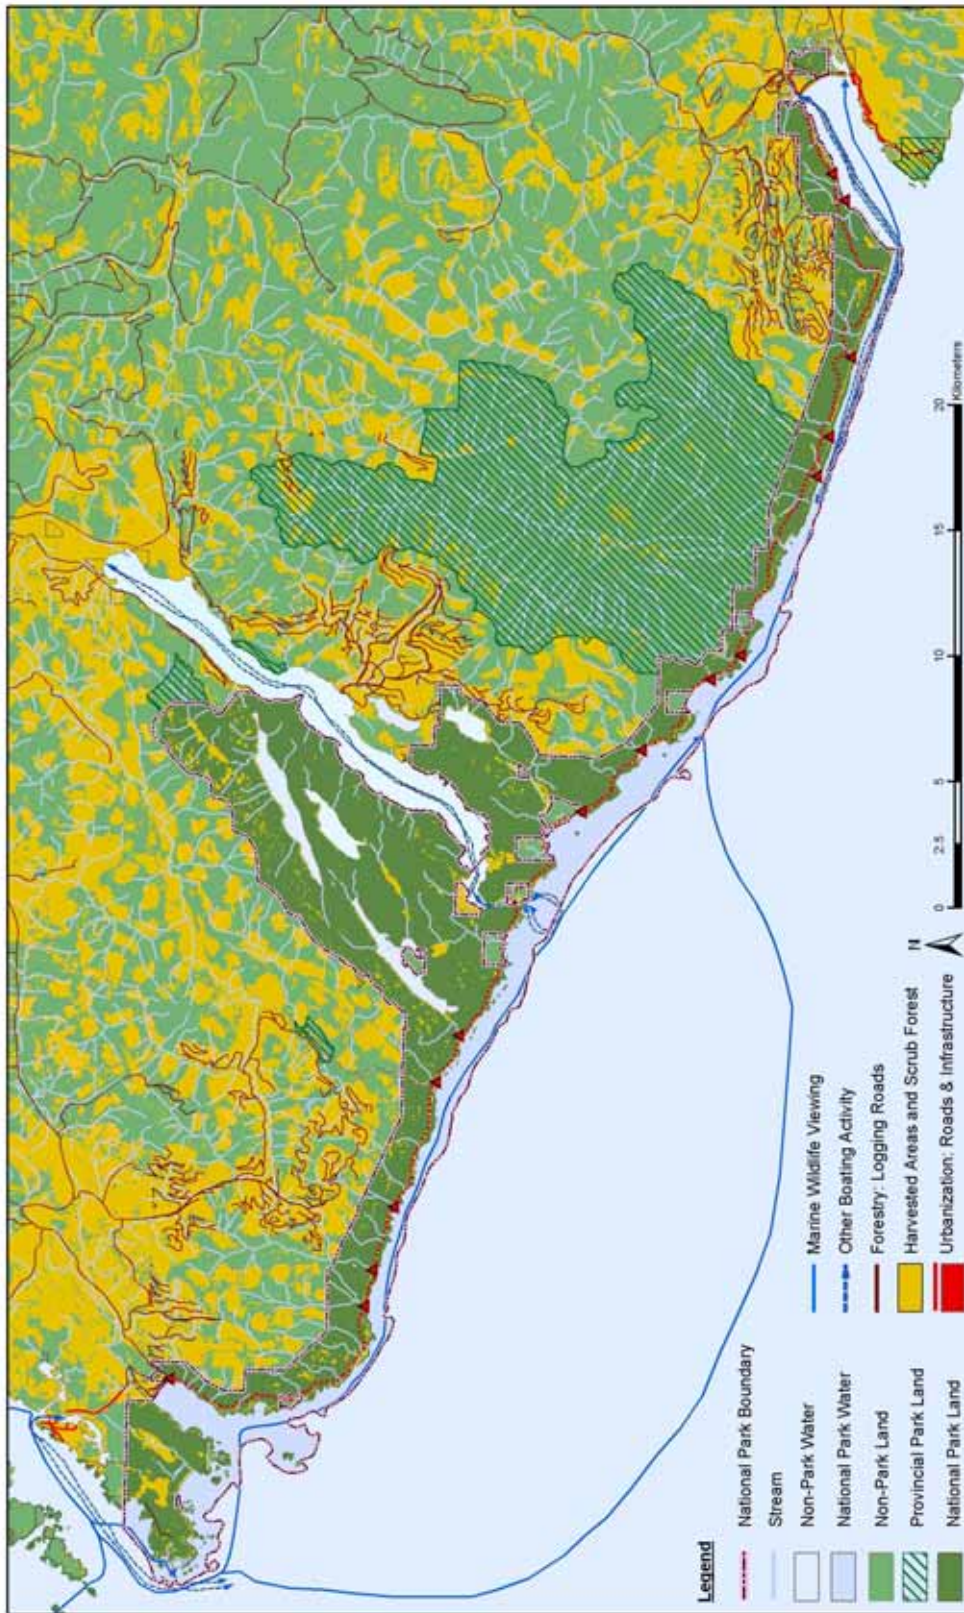 Legend
National Park Boundary
Stream
Non-Park Water
National Park Water
Non-Park Land
Provincial Park Land
National Park Land
Marine Wildlife Viewing
Other Boating Activity
Forestry: Logging Roads
Harvested Areas and Scrub Forest
Urbanization: Roads & Infrastructure
N
0 2.5 5 10 15 20
Kilometers